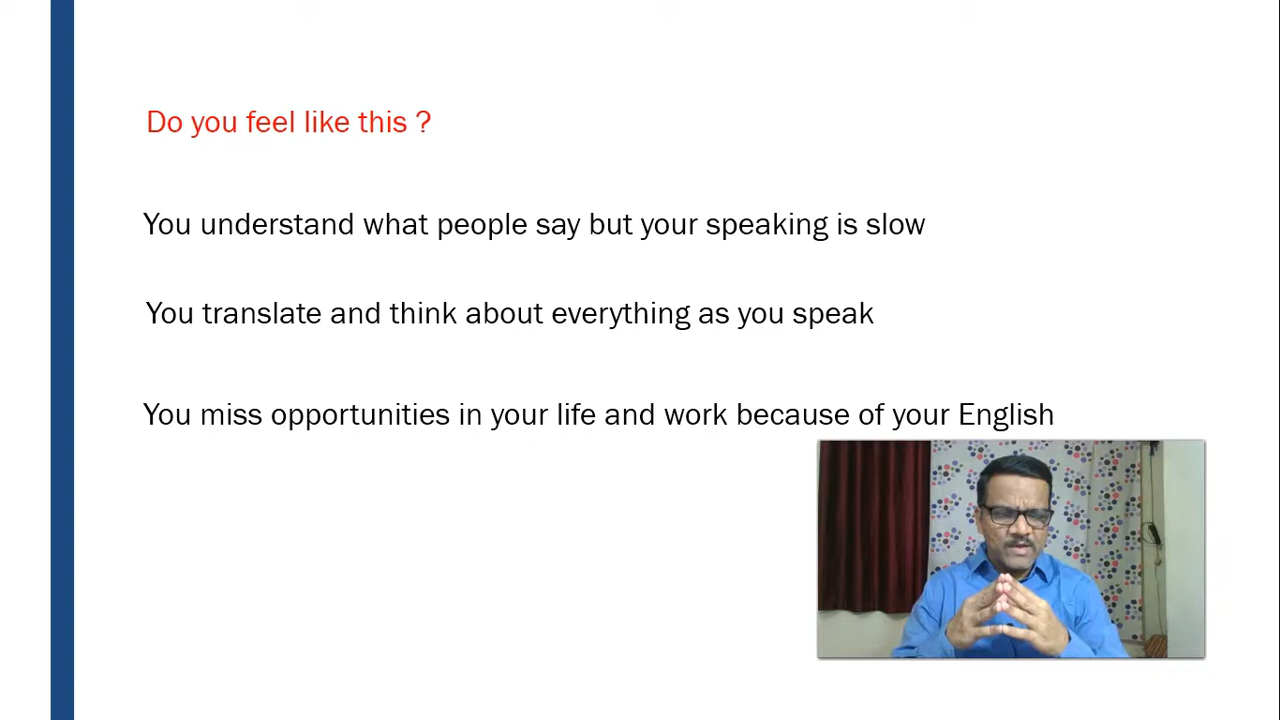 Do you feel like this ?
You understand what people say but your speaking is slow
You translate and think about everything as you speak
You miss opportunities in your life and work because of your English